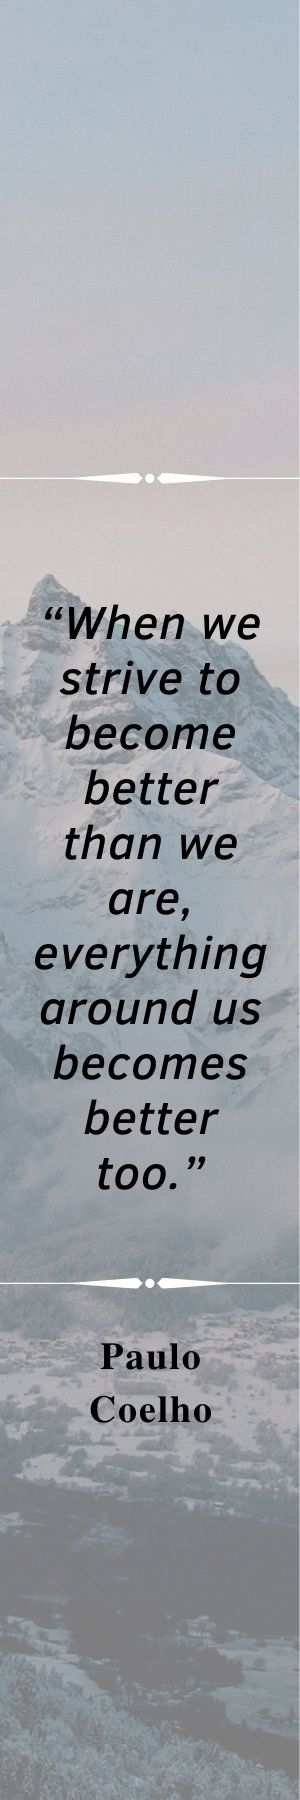 “When we
strive to
become
better
than we
are,
everything
around us
becomes
better
too.”
Paulo
Coelho